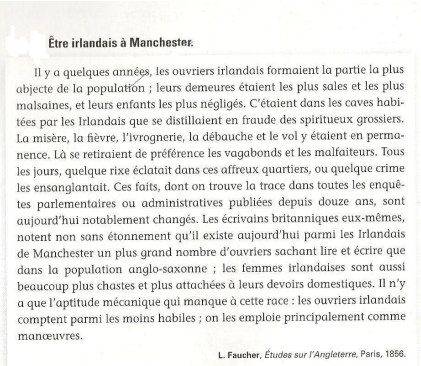 Être irlandais à Manchester.
Il y a quelques années, les ouvriers irlandais formaient la partie la plus
abjecte de la population ; leurs demeures étaient les plus sales et les plus
malsaines, et leurs enfants les plus négligés. C'étaient dans les caves habi-
tées par les Irlandais que se distillaient en fraude des spiritueux grossiers.
La misère, la fièvre, l'ivrognerie, la débauche et le vol y étaient en perma-
nence. Là se retiraient de préférence les vagabonds et les malfaiteurs. Tous
les jours, quelque rixe éclatait dans ces affreux quartiers, ou quelque crime
les ensanglantait. Ces faits, dont on trouve la trace dans toutes les enquê-
tes parlementaires ou administratives publiées depuis douze ans, sont
aujourd'hui notablement changés. Les écrivains britanniques eux-mêmes,
notent non sans étonnement qu'il existe aujourd'hui parmi les Irlandais
de Manchester un plus grand nombre d'ouvriers sachant lire et écrire que
dans la population anglo-saxonne ; les femmes irlandaises sont aussi
beaucoup plus chastes et plus attachées à leurs devoirs domestiques. Il n'y
a que l'aptitude mécanique qui manque à cette race : les ouvriers irlandais
comptent parmi les moins habiles ; on les emploie principalement comme
manœuvres.
L. Faucher, Études sur l'Angleterre, Paris, 1856.